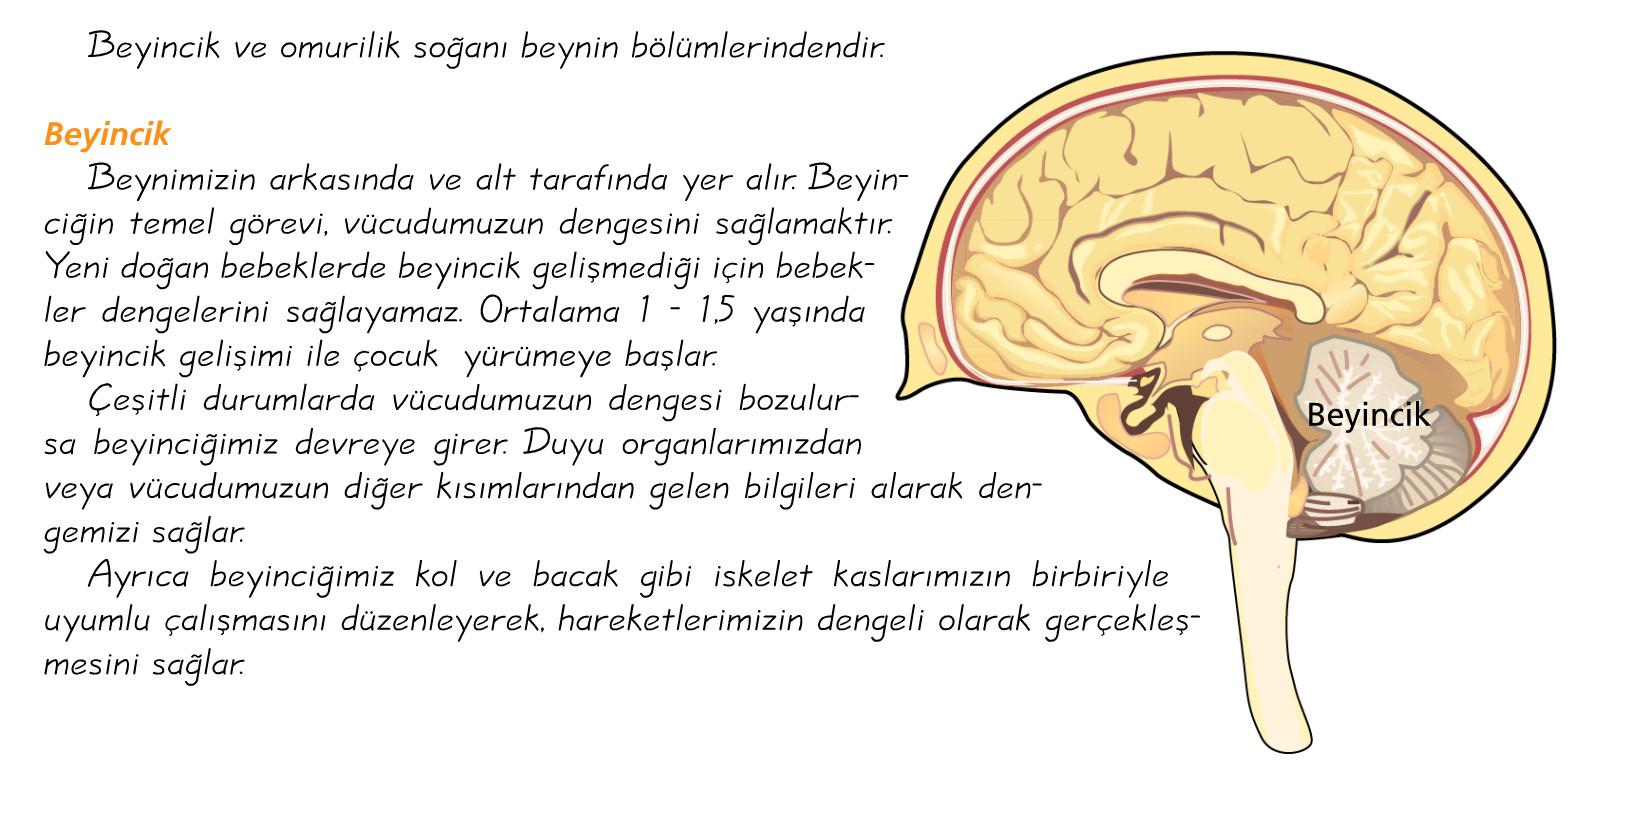 Beyincik ve omurilik soğanı beynin bölümlerindendir.
Beyincik
Beynimizin arkasında ve alt tarafında yer alır. Beyin-
ciğin temel görevi, vücudumuzun dengesini sağlamaktır.
Yeni doğan bebeklerde beyincik gelişmediği için bebek-
ler dengelerini sağlayamaz. Ortalama 1 - 1,5 yaşında
beyincik gelişimi ile çocuk yürümeye başlar.
Çeşitli durumlarda vücudumuzun dengesi bozulur-
sa beyinciğimiz devreye girer. Duyu organlarımızdan
veya vücudumuzun diğer kısımlarından gelen bilgileri alarak den-
gemizi sağlar.
Ayrıca beyinciğimiz kol ve bacak gibi iskelet kaslarımızın birbiriyle
uyumlu çalışmasını düzenleyerek, hareketlerimizin dengeli olarak gerçekleş-
mesini sağlar.
Beyincik